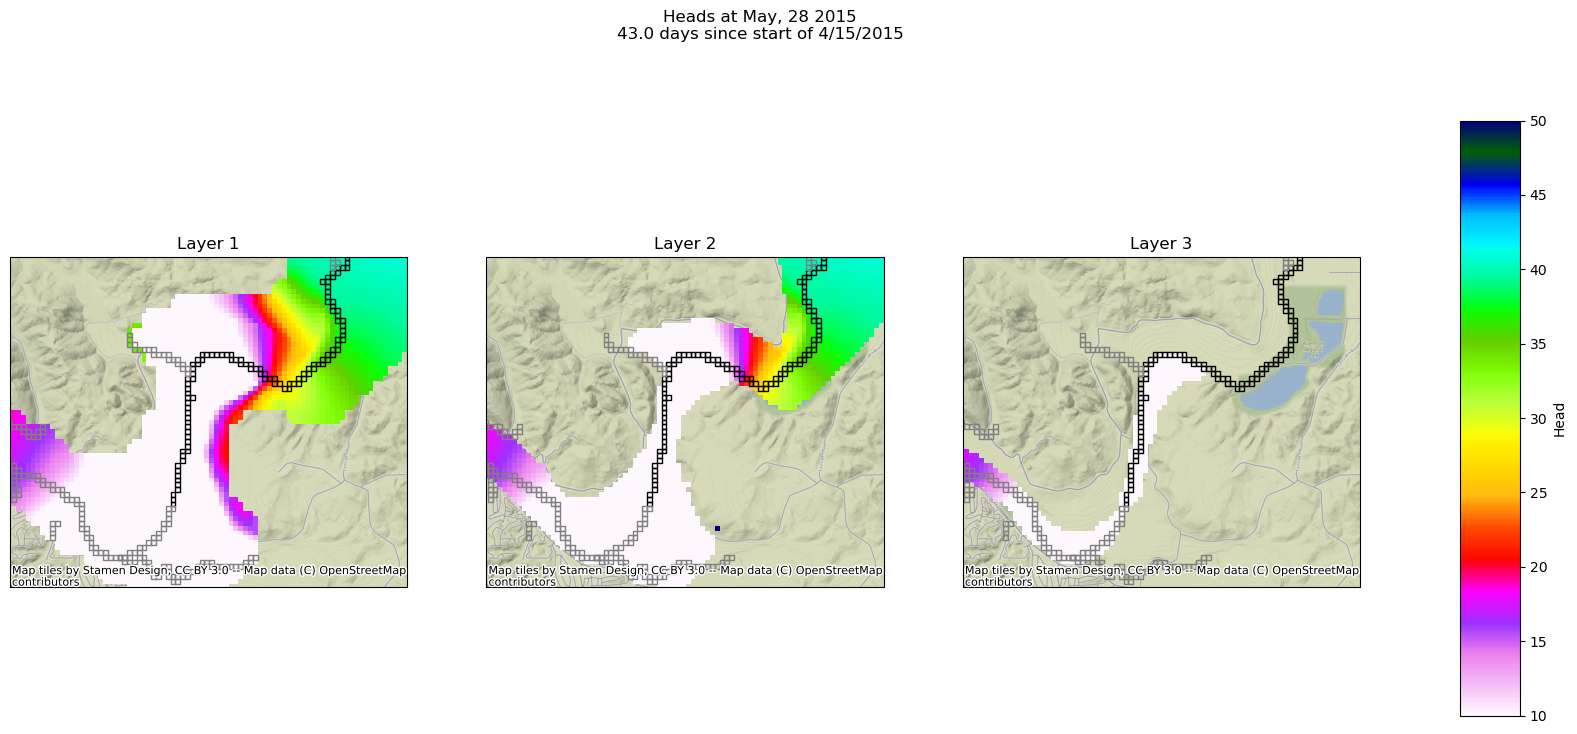 Heads at May, 28 2015
43.0 days since start of 4/15/2015
Layer 1
Layer 2
Layer 3
Map tiles by Stamen Design, CC BY 3.0 -- Map data (C) OpenStreetMap
contributors
Map tiles by Stamen Design, CC BY 3.0 -- Map data (C) OpenStreetMap
contributors
Map tiles by Stamen Design, CC BY 3.0 -- Map data (C) OpenStreetMap
contributors
50
45
40
35
30
25
20
15
10
Head